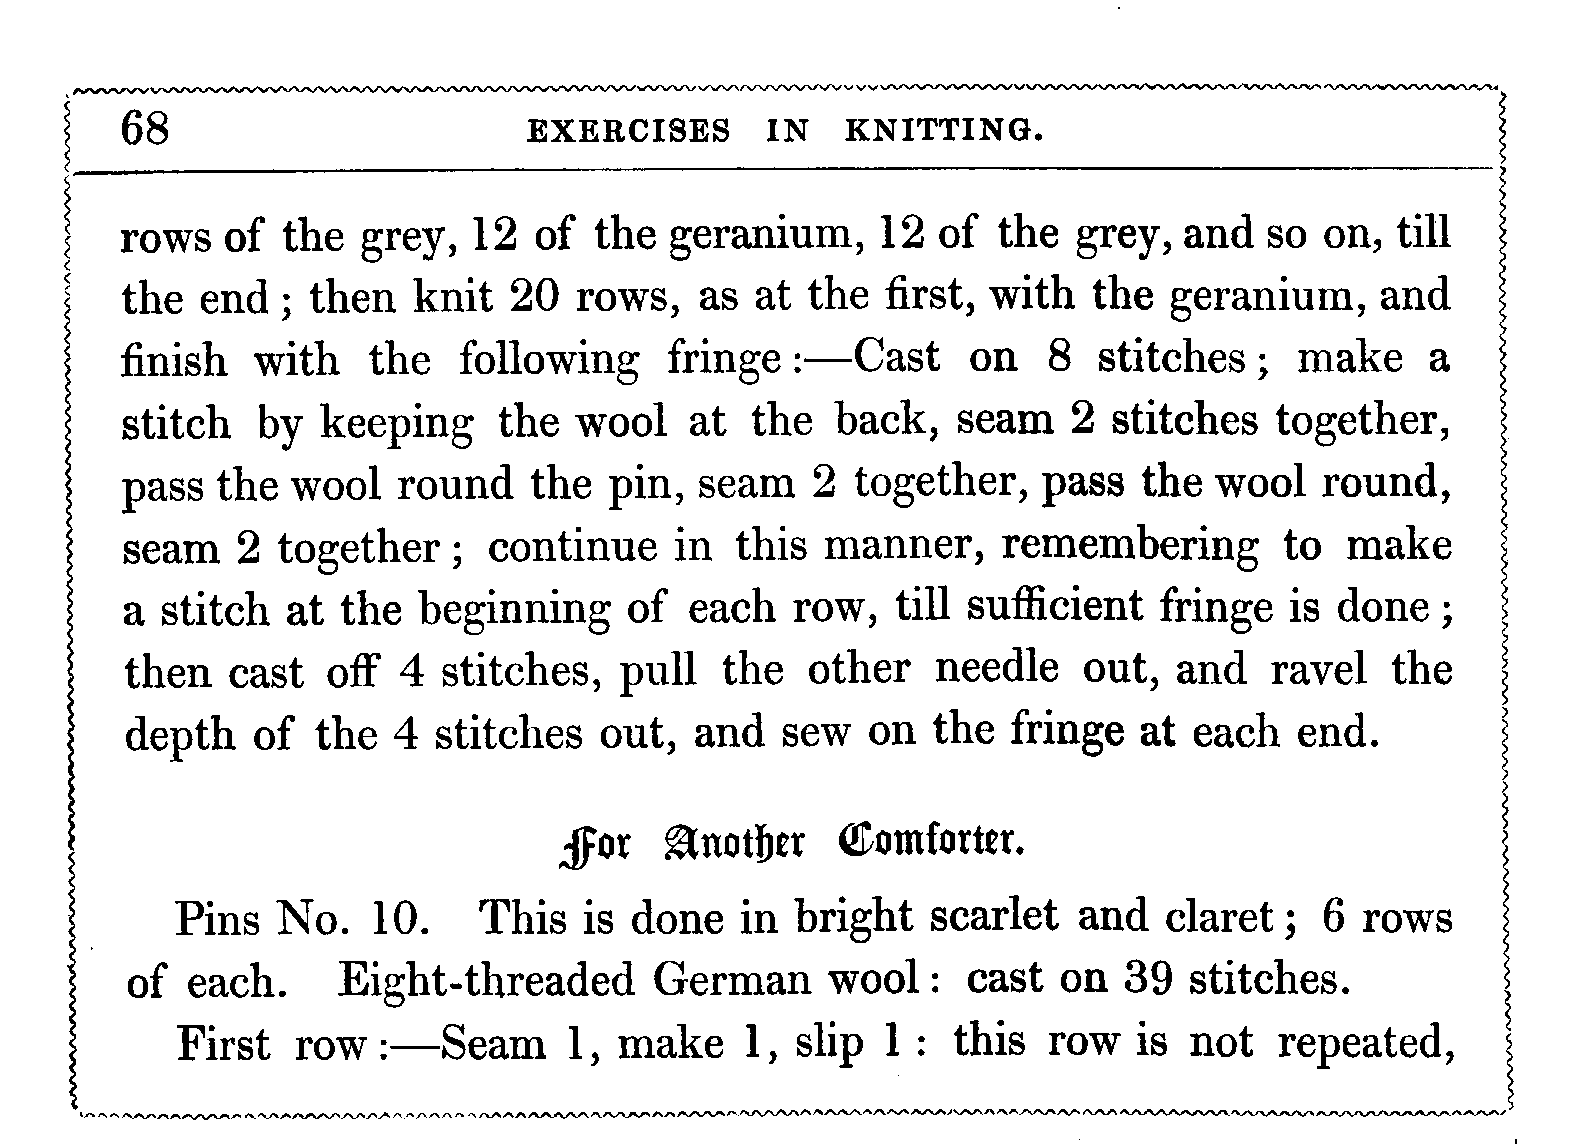 68 EXERCISES IN KNITTING.
rows of the grey, 12 of the geranium, 12 of the grey, and so on, till
the end; then knit 20 rows, as at the first, with the geranium, and
finish with the following fringe:—Cast on 8 stitches; make a
stitch by keeping the wool at the back, seam 2 stitches together,
pass the wool round the pin, seam 2 together, pass the wool round,
seam 2 together; continue in this manner, remembering to make
a stitch at the beginning of each row, till sufficient fringe is done;
then cast off 4 stitches, pull the other needle out, and ravel the
depth of the 4 stitches out, and sew on the fringe at each end.
For Another Comforter.
Pins No. 10. This is done in bright scarlet and claret; 6 rows
of each. Eight-threaded German wool: cast on 39 stitches.
First row:—Seam 1, make 1, slip 1: this row is not repeated,